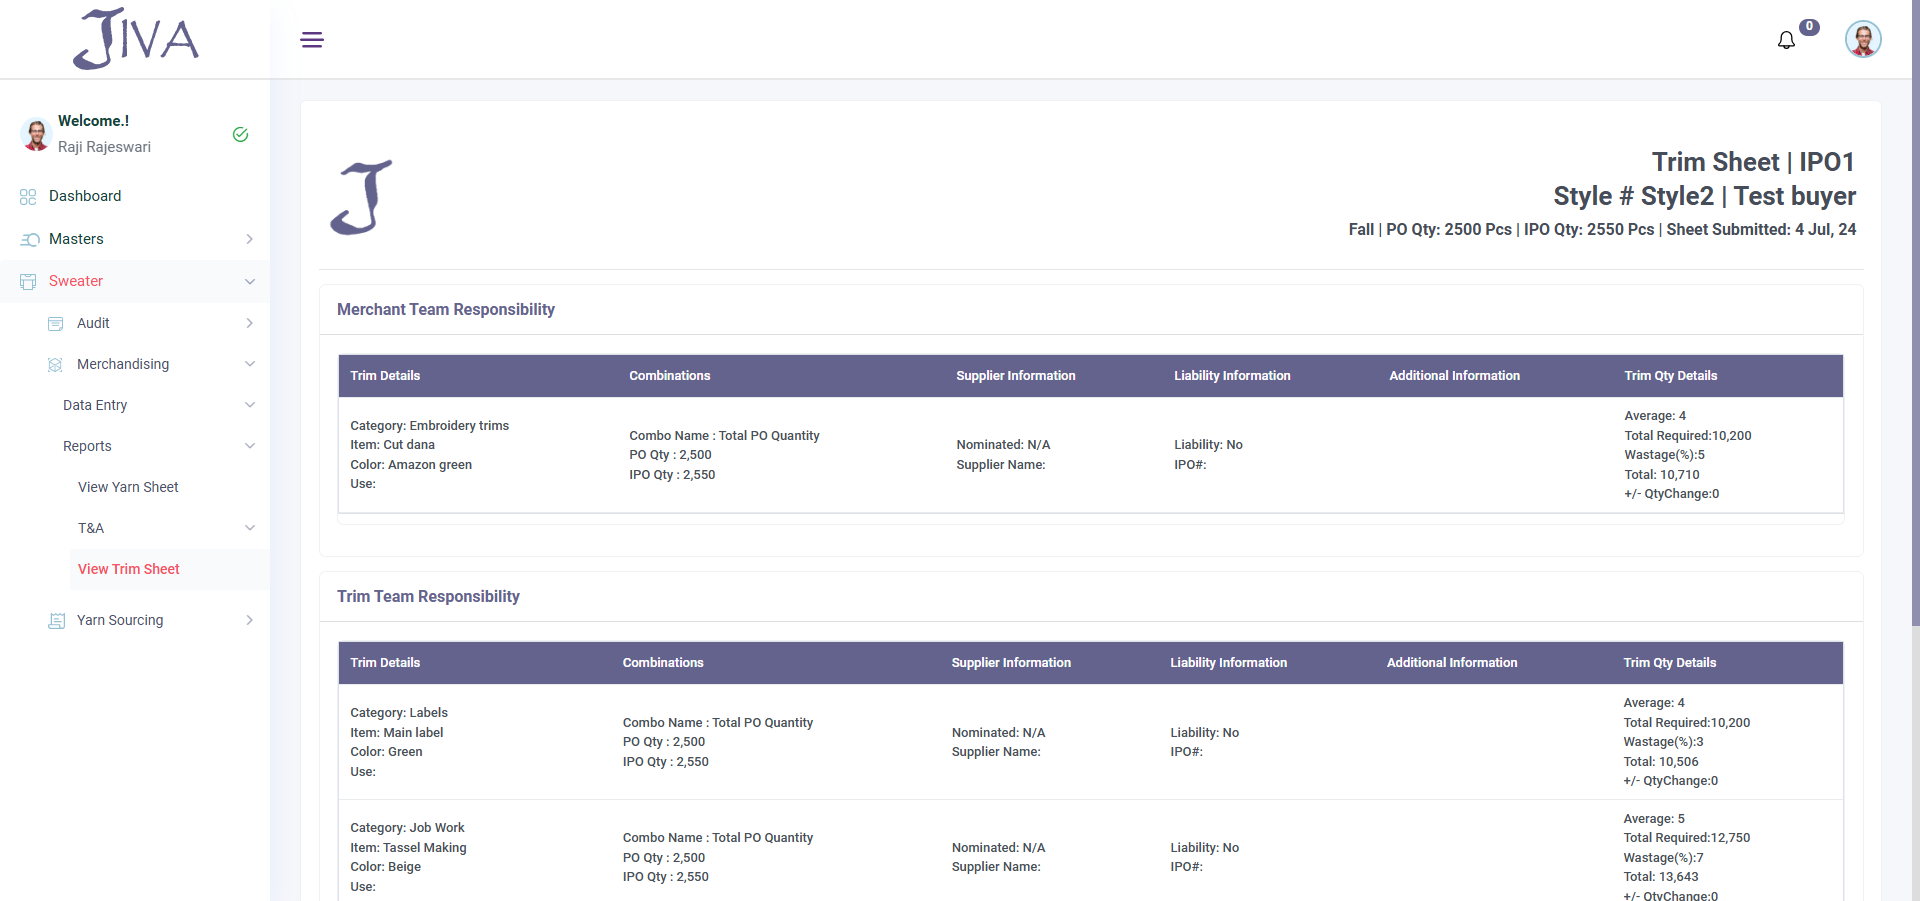 JIVA
0
Welcome.!
Raji Rajeswari
Dashboard
Masters
Sweater
Audit
Merchandising
Data Entry
Reports
View Yarn Sheet
T&A
View Trim Sheet
Yarn Sourcing
J
Trim Sheet | IPO1
Style # Style2 | Test buyer
Fall | PO Qty: 2500 Pcs | IPO Qty: 2550 Pcs | Sheet Submitted: 4 Jul, 24
Merchant Team Responsibility
Trim Details Combinations Supplier Information Liability Information Additional Information Trim Qty Details
Category: Embroidery trims
Item: Cut dana
Color: Amazon green
Use:
Combo Name : Total PO Quantity
PO Qty : 2,500
IPO Qty : 2,550
Nominated: N/A
Supplier Name:
Liability: No
IPO#:
Average: 4
Total Required:10,200
Wastage(%):5
Total: 10,710
+/- QtyChange:0
Trim Team Responsibility
Trim Details Combinations Supplier Information Liability Information Additional Information Trim Qty Details
Category: Labels
Item: Main label
Color: Green
Use:
Combo Name : Total PO Quantity
PO Qty : 2,500
IPO Qty : 2,550
Nominated: N/A
Supplier Name:
Liability: No
IPO#:
Average: 4
Total Required:10,200
Wastage(%):3
Total: 10,506
+/- QtyChange:0
Category: Job Work
Item: Tassel Making
Color: Beige
Use:
Combo Name : Total PO Quantity
PO Qty : 2,500
IPO Qty : 2,550
Nominated: N/A
Supplier Name:
Liability: No
IPO#:
Average: 5
Total Required:12,750
Wastage(%):7
Total: 13,643
+/- QtyChange:0